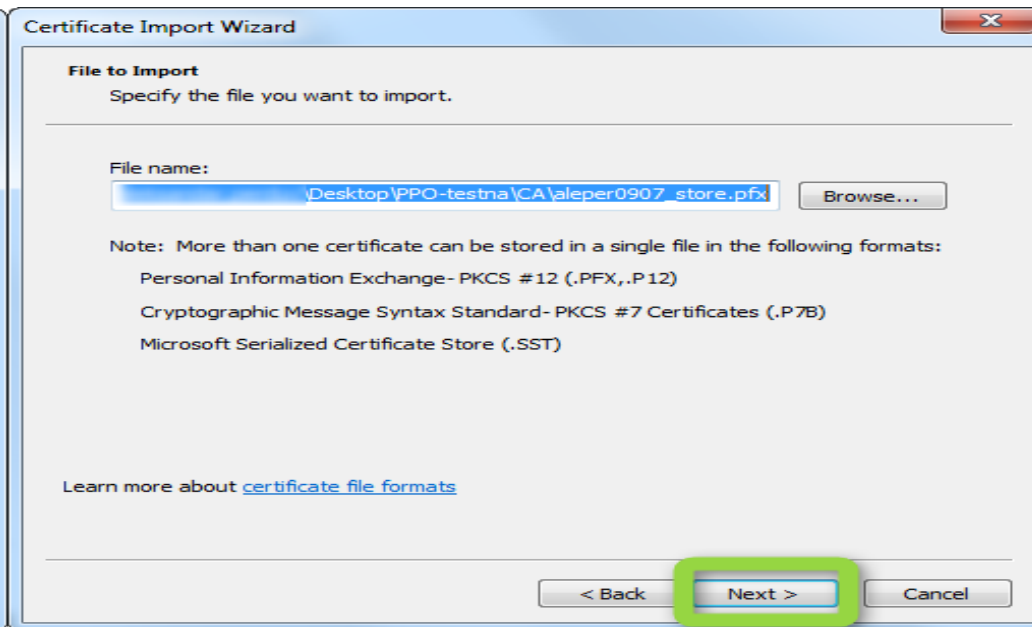 Certificate Import Wizard
File to Import
Specify the file you want to import.
File name:
\Desktop\PPO-testna\CA\aleper0907_store.pfx
Browse...
Note: More than one certificate can be stored in a single file in the following formats:
Personal Information Exchange- PKCS #12 (.PFX,.P12)
Cryptographic Message Syntax Standard- PKCS #7 Certificates (.P7B)
Microsoft Serialized Certificate Store (.SST)
Learn more about certificate file formats
< Back Next > Cancel